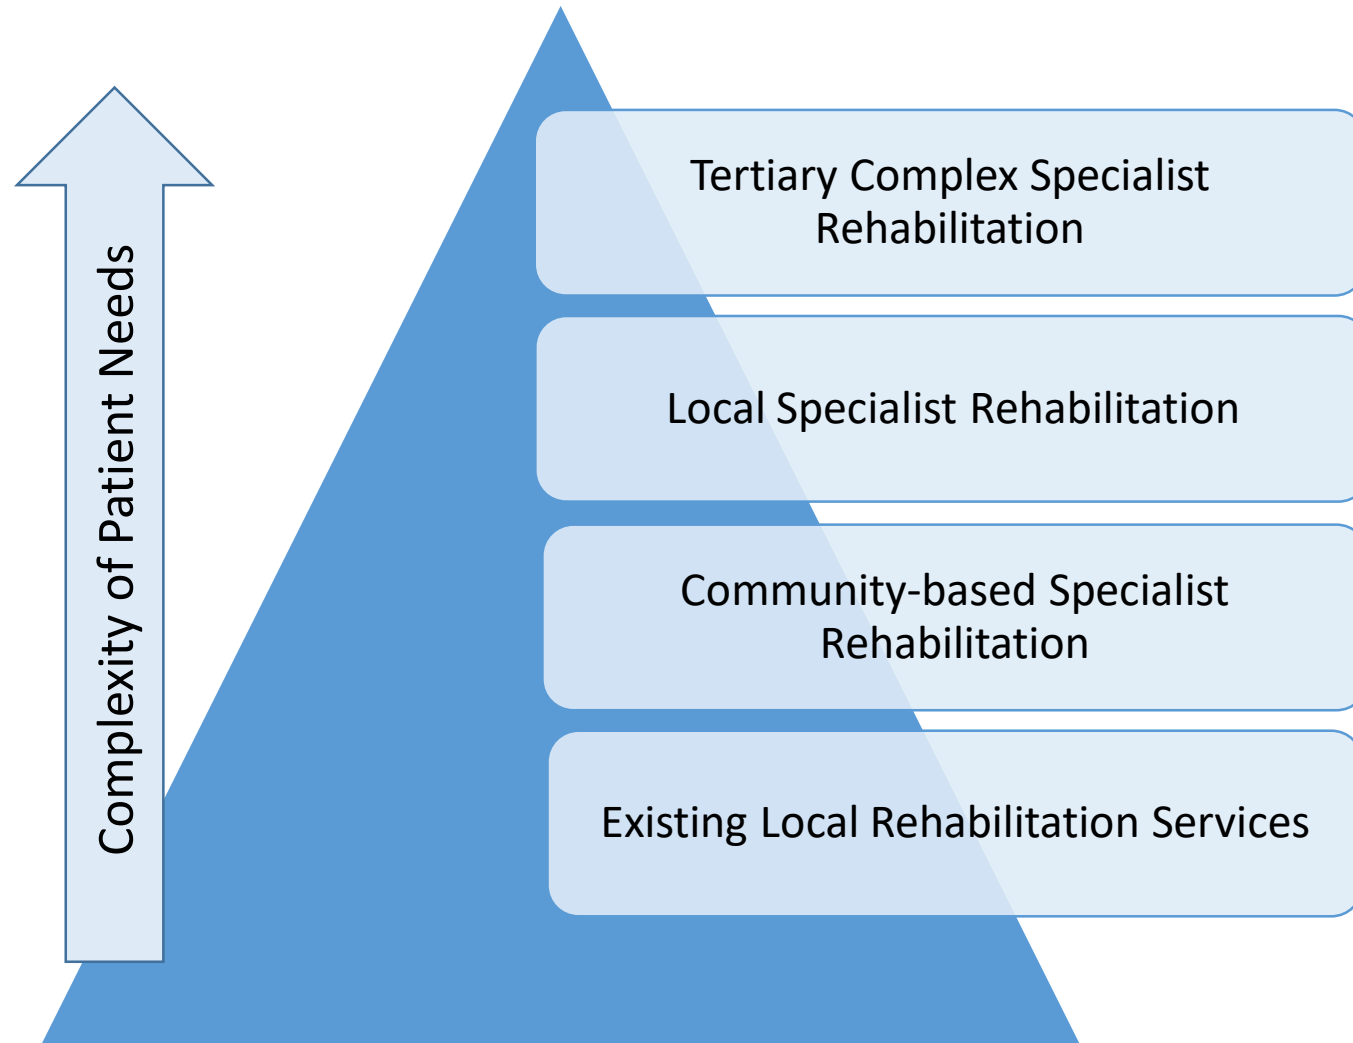 Complexity of Patient Needs
Tertiary Complex Specialist
Rehabilitation
Local Specialist Rehabilitation
Community-based Specialist
Rehabilitation
Existing Local Rehabilitation Services